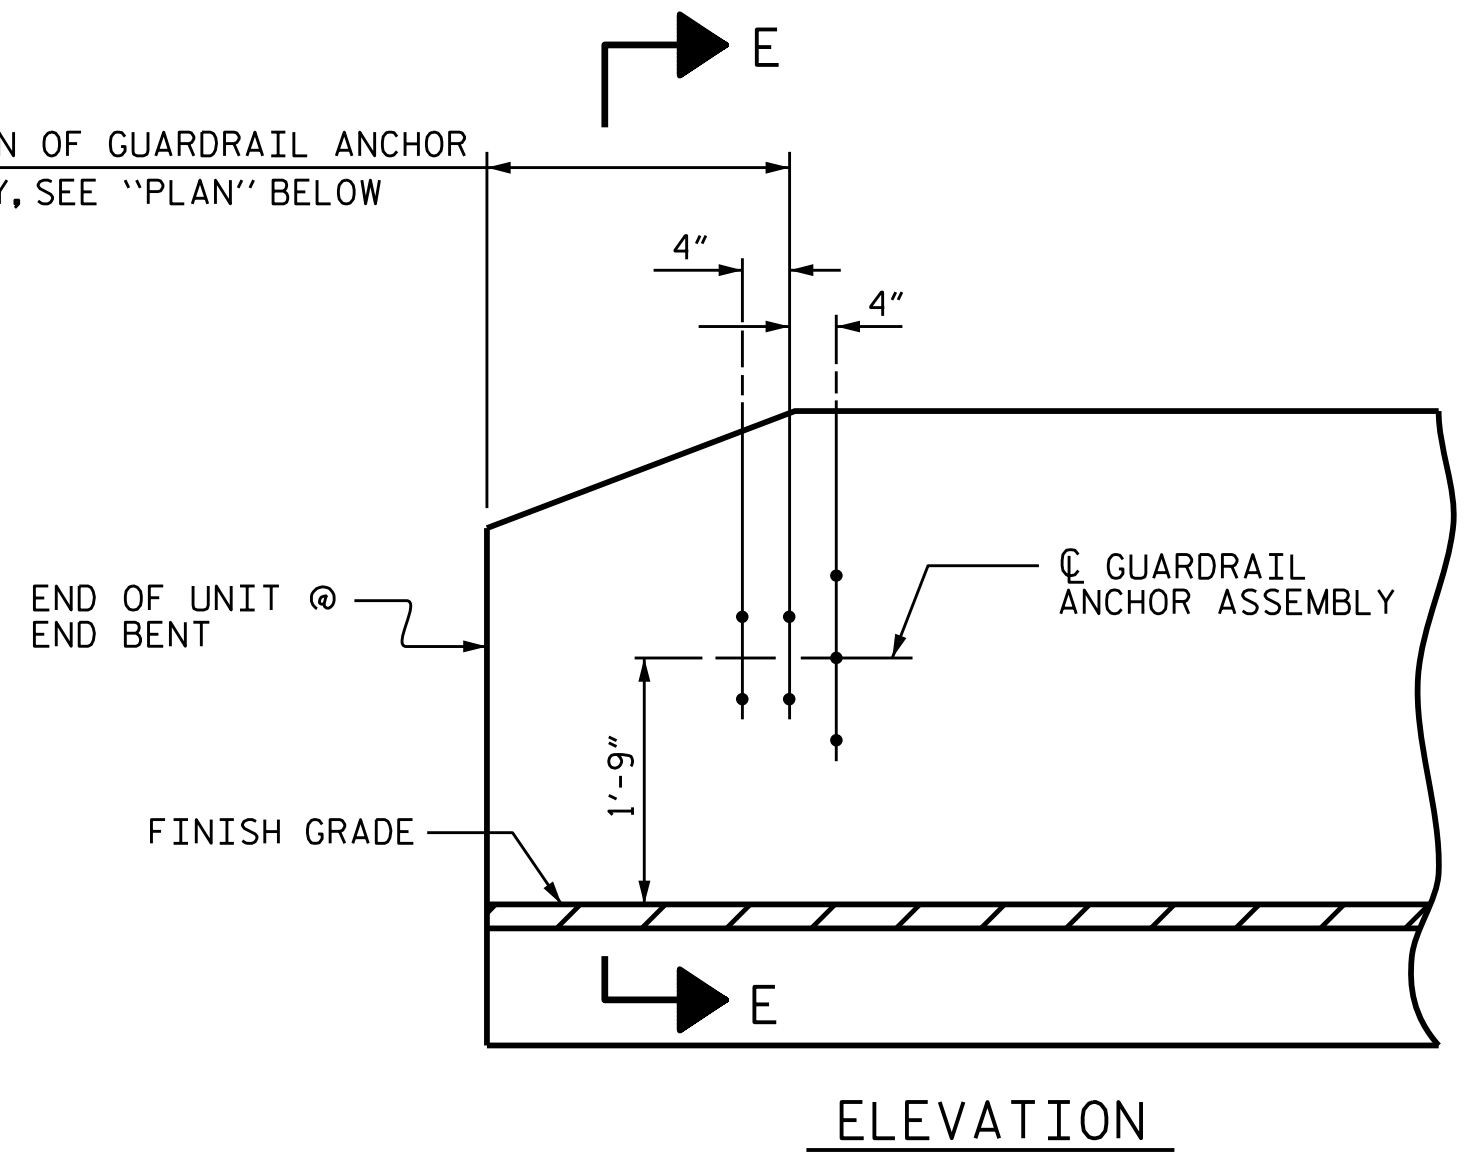 E
N OF GUARDRAIL ANCHOR
Y, SEE ‶PLAN″ BELOW
4″
4″
℄ GUARDRAIL
ANCHOR ASSEMBLY
END OF UNIT @
END BENT
1′-9″
FINISH GRADE
E
ELEVATION